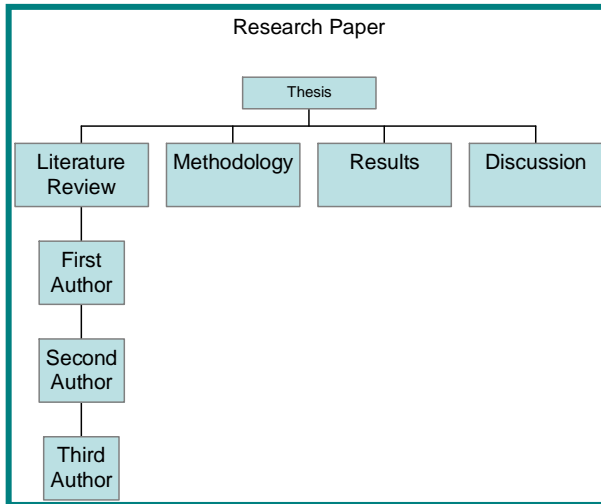 Research Paper
Thesis
Literature
Review
Methodology
Results
Discussion
First
Author
Second
Author
Third
Author